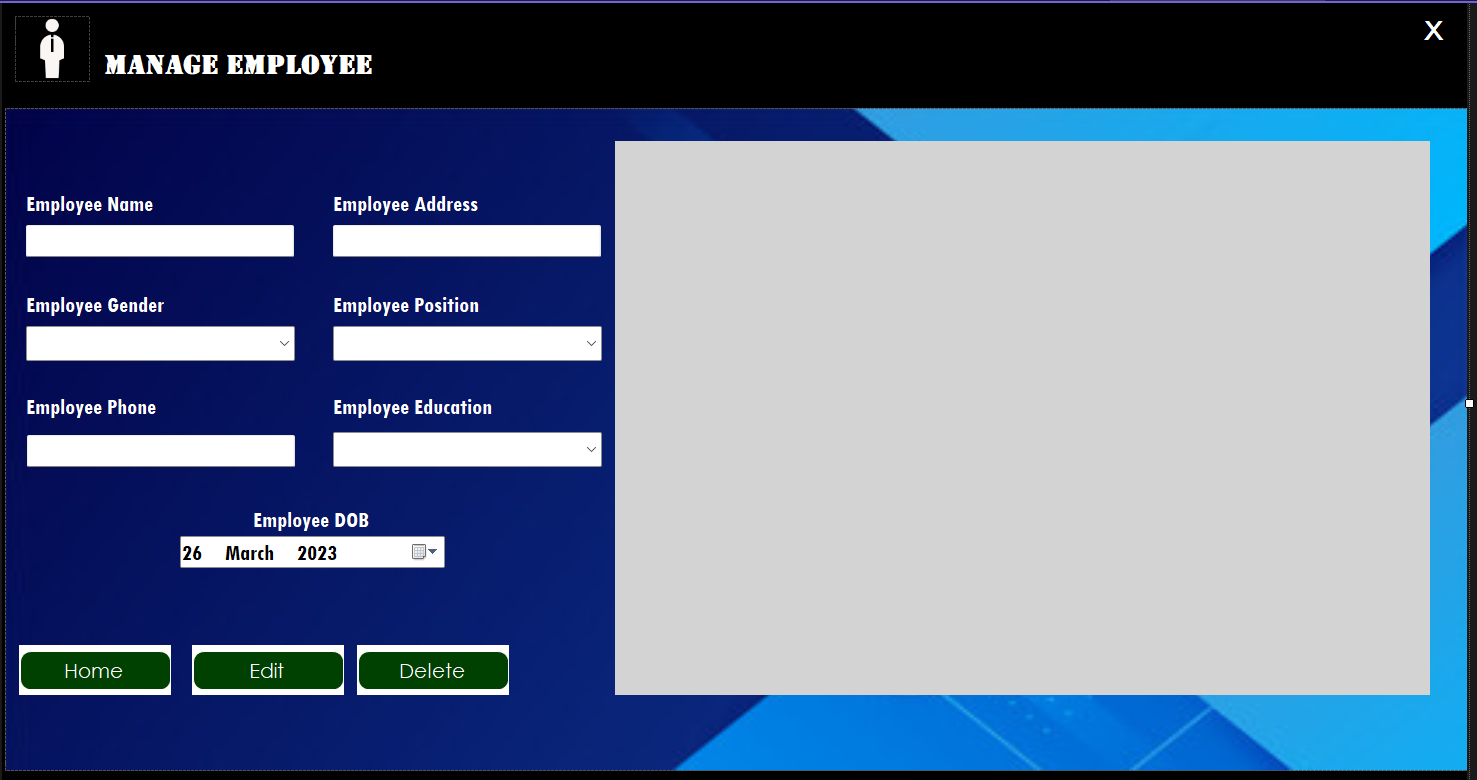 X
MANAGE EMPLOYEE
Employee Name Employee Address
Employee Gender Employee Position
Employee Phone Employee Education
Employee DOB
26 March 2023
Home Edit Delete